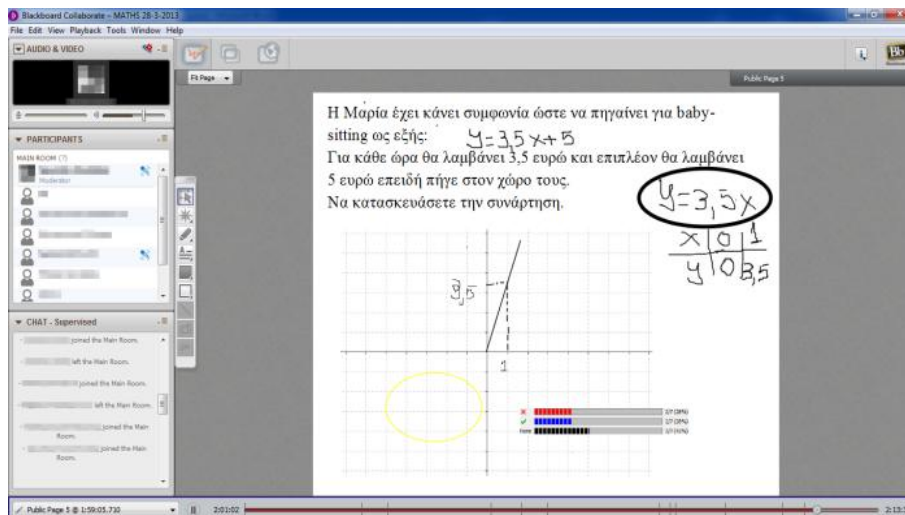 Blackboard Collaborate – MATHS 28-3-2013
File Edit View Playback Tools Window Help
AUDIO & VIDEO
Fit Page
Public Page 5
PARTICIPANTS
MAIN ROOM (7)
Moderator
CHAT - Supervised
joined the Main Room.
left the Main Room.
joined the Main Room.
left the Main Room.
joined the Main
Room.
joined the Main
Room.
Η Μαρία έχει κάνει συμφωνία ώστε να πηγαίνει για baby-
sitting ως εξής:
y=3,5x+5
Για κάθε ώρα θα λαμβάνει 3,5 ευρώ και επιπλέον θα λαμβάνει
5 ευρώ επειδή πήγε στον χώρο τους.
Να κατασκευάσετε την συνάρτηση.
y=3,5x
x 0 1
y 0 3,5
3,5
1
None
Public Page 5 @ 1:59:05.710
2:01:02